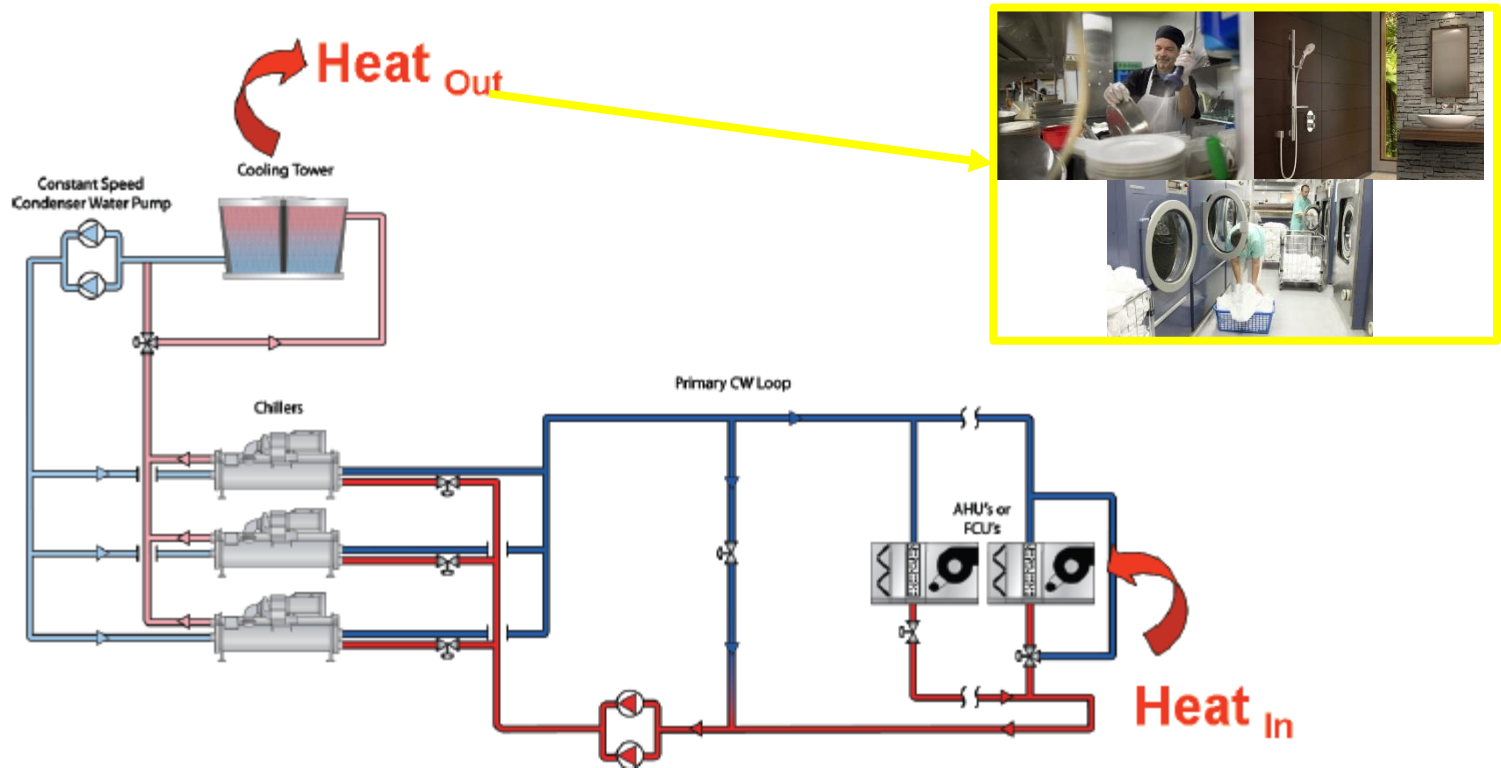 Heat Out
Cooling Tower
Constant Speed
Condenser Water Pump
Primary CW Loop
Chillers
AHU's or
FCU's
Heat In